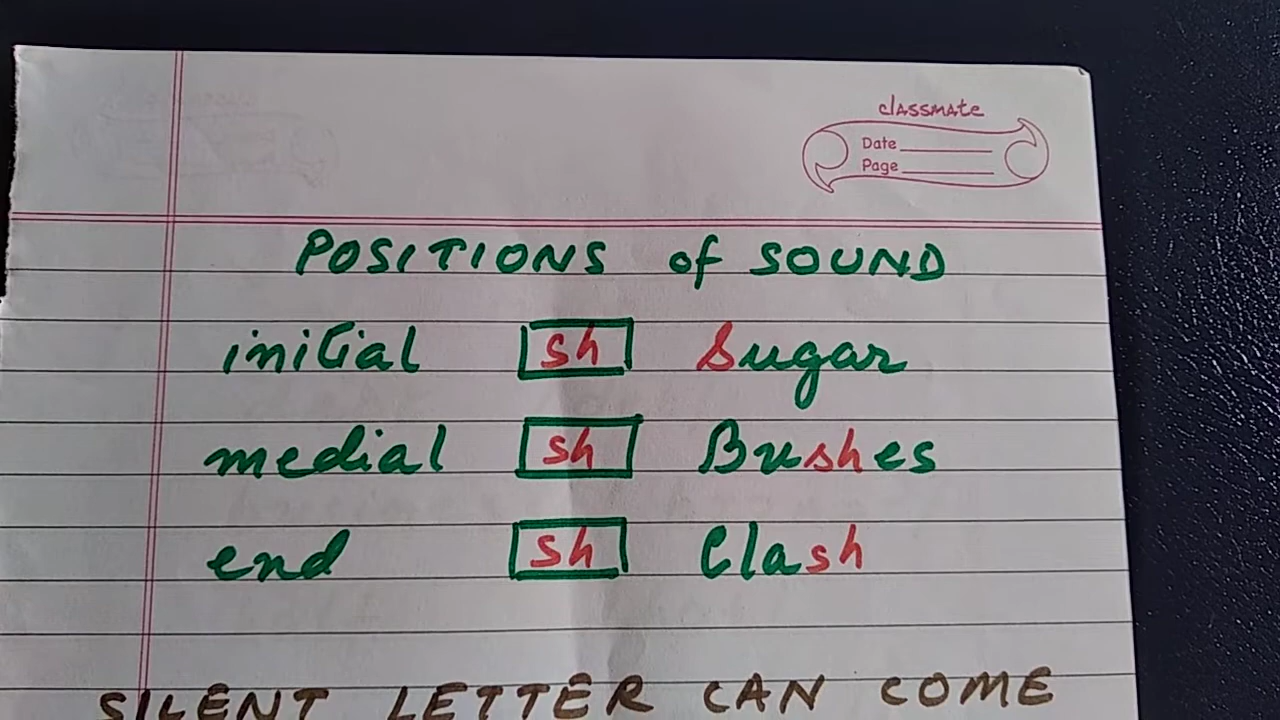 classmate
Date
Page
POSITIONS of SOUND
initial sh Sugar
medial sh Bushes
end sh Clash
SILENT LETTER CAN COME